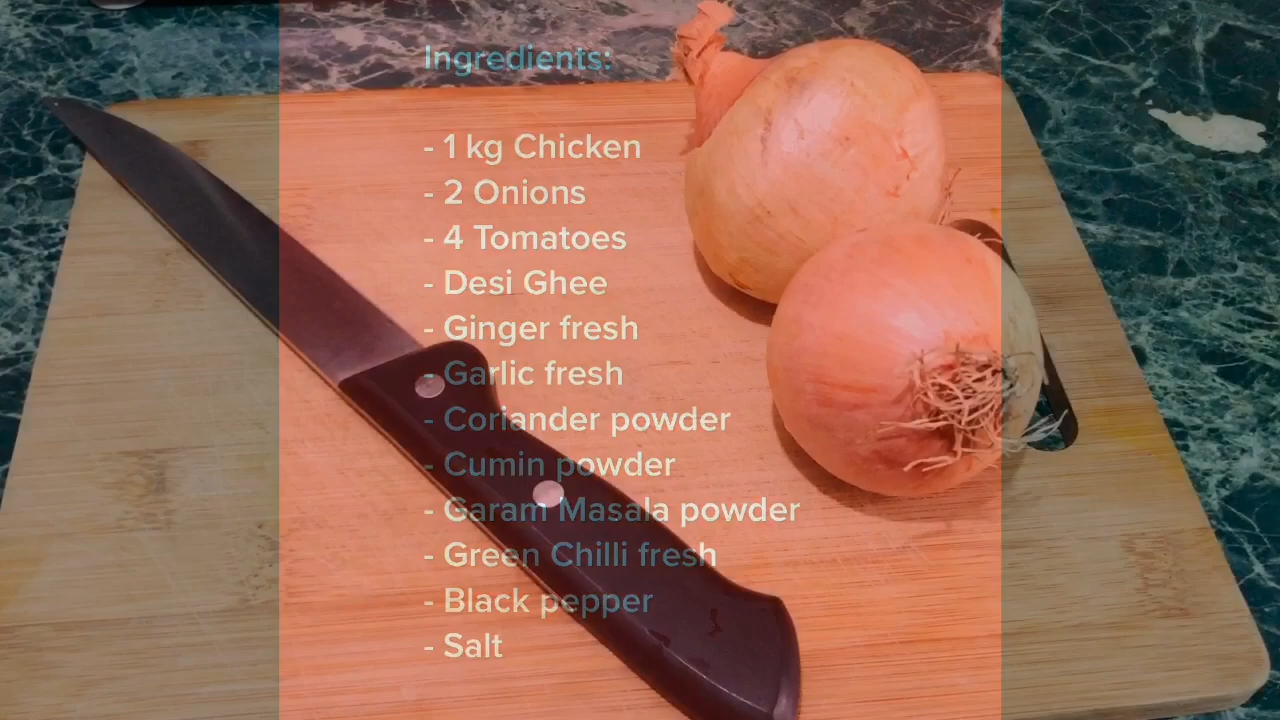 Ingredients:
- 1 kg Chicken
- 2 Onions
- 4 Tomatoes
- Desi Ghee
- Ginger fresh
- Garlic fresh
- Coriander powder
- Cumin powder
- Garam Masala powder
- Green Chilli fresh
- Black pepper
- Salt